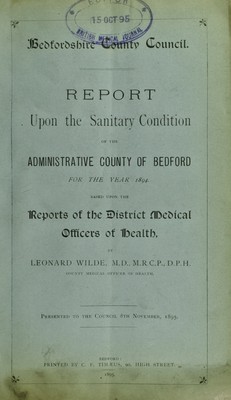 15 OCT 95
Bedfordshire County Council.
REPORT
Upon the Sanitary Condition
OF THE
ADMINISTRATIVE COUNTY OF BEDFORD
FOR THE YEAR 1894
BASED UPON THE
Reports of the District Medical
Officers of Health,
BY
LEONARD WILDE, M.D., M.R.C.P., D.P.H.
COUNTY MEDICAL OFFICER OF HEALTH.
PRESENTED TO THE COUNCIL 8TH NOVEMBER, 1895.
BEDFORD:
PRINTED BY C. F. TIMÆUS, HIGH STREET.
1895.